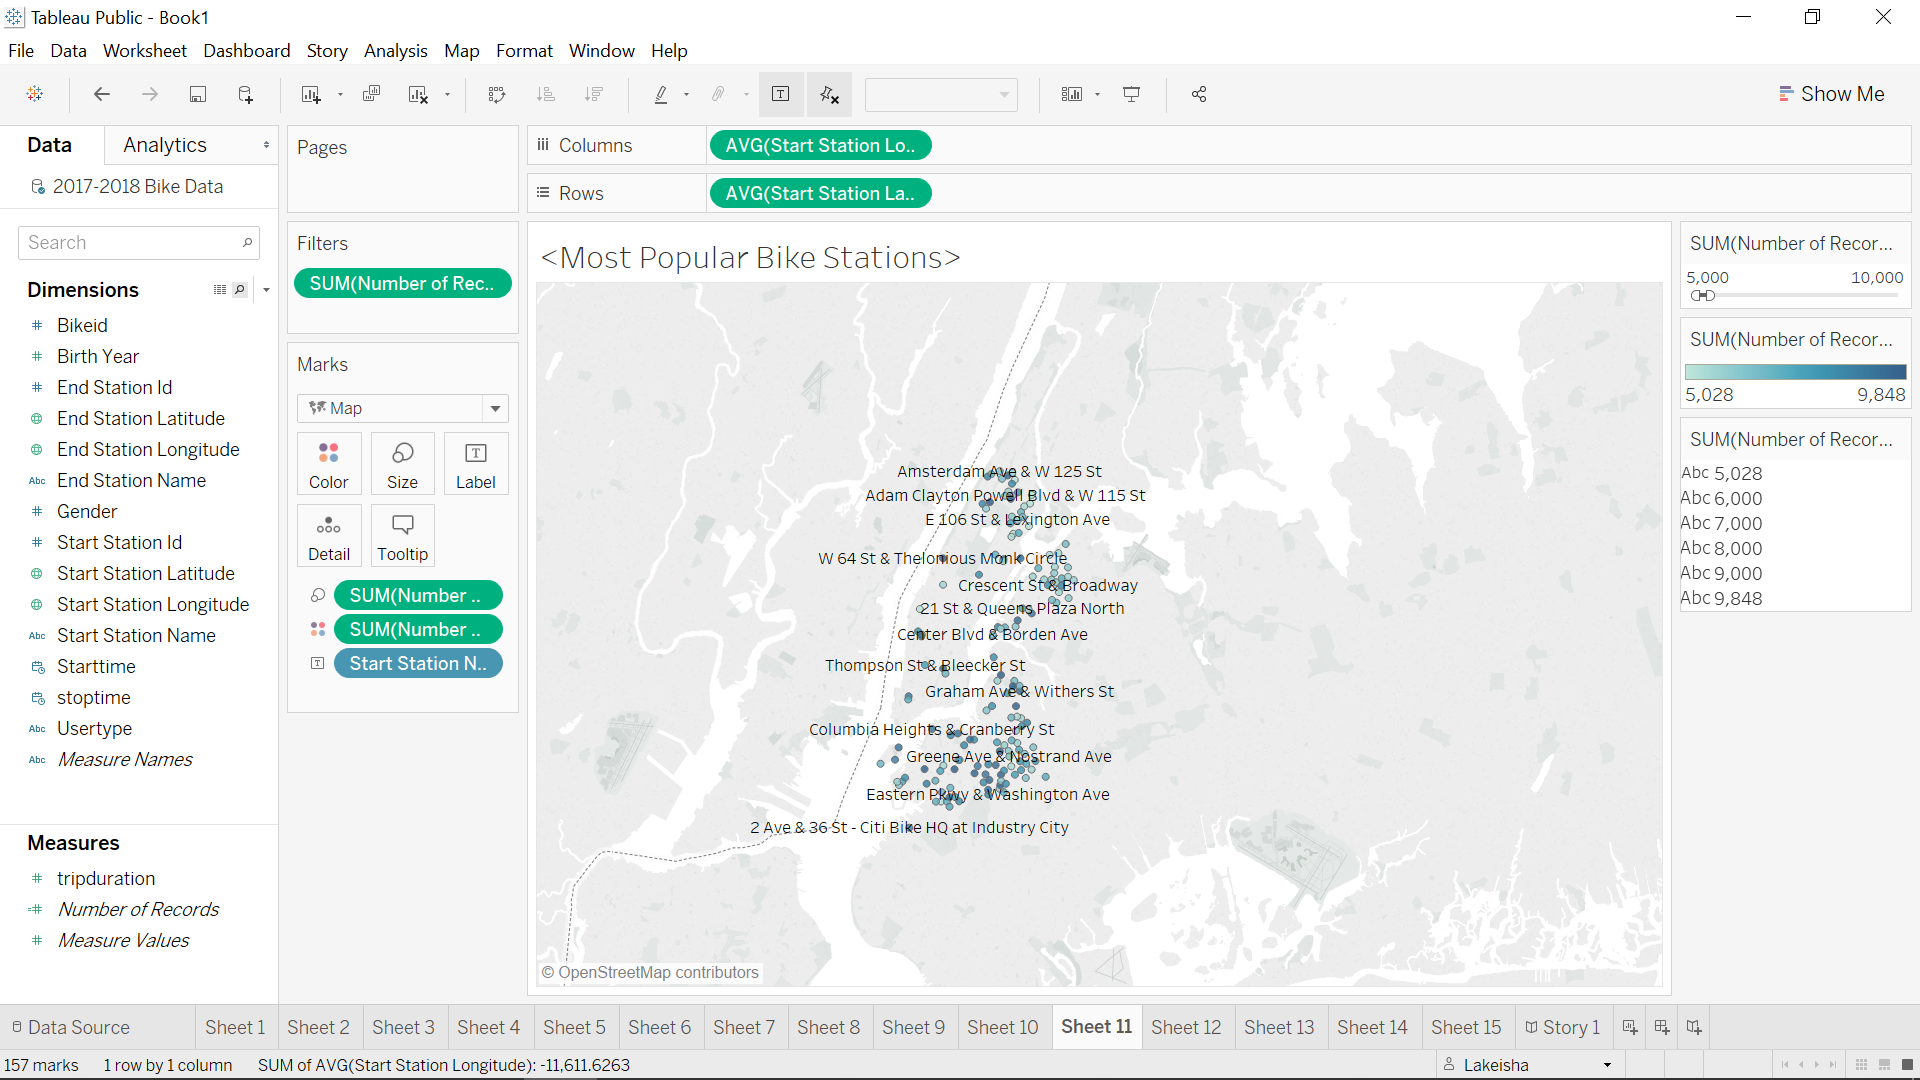 Tableau Public - Book1
File Data Worksheet Dashboard Story Analysis Map Format Window Help
Show Me
Data Analytics
2017-2018 Bike Data
Search
Dimensions
Bikeid
Birth Year
End Station Id
End Station Latitude
End Station Longitude
Abc End Station Name
Gender
Start Station Id
Start Station Latitude
Start Station Longitude
Abc Start Station Name
Starttime
stoptime
Abc Usertype
Abc Measure Names
Measures
tripduration
Number of Records
Measure Values
Pages
Filters
SUM(Number of Rec..
Marks
Map
Color Size Label
Detail Tooltip
SUM(Number ..
SUM(Number ..
Start Station N..
Columns AVG(Start Station Lo..
Rows AVG(Start Station La..
<Most Popular Bike Stations>
Amsterdam Ave & W 125 St
Adam Clayton Powell Blvd & W 115 St
E 106 St & Lexington Ave
W 64 St & Thelonious Monk Circle
Crescent St & Broadway
21 St & Queens Plaza North
Center Blvd & Borden Ave
Thompson St & Bleecker St
Graham Ave & Withers St
Columbia Heights & Cranberry St
Greene Ave & Nostrand Ave
Eastern Pkwy & Washington Ave
2 Ave & 36 St - Citi Bike HQ at Industry City
© OpenStreetMap contributors
SUM(Number of Recor...
5,000 10,000
SUM(Number of Recor...
5,028 9,848
SUM(Number of Recor...
Abc 5,028
Abc 6,000
Abc 7,000
Abc 8,000
Abc 9,000
Abc 9,848
Data Source Sheet 1 Sheet 2 Sheet 3 Sheet 4 Sheet 5 Sheet 6 Sheet 7 Sheet 8 Sheet 9 Sheet 10 Sheet 11 Sheet 12 Sheet 13 Sheet 14 Sheet 15 Story 1
157 marks 1 row by 1 column SUM of AVG(Start Station Longitude): -11,611.6263 Lakeisha